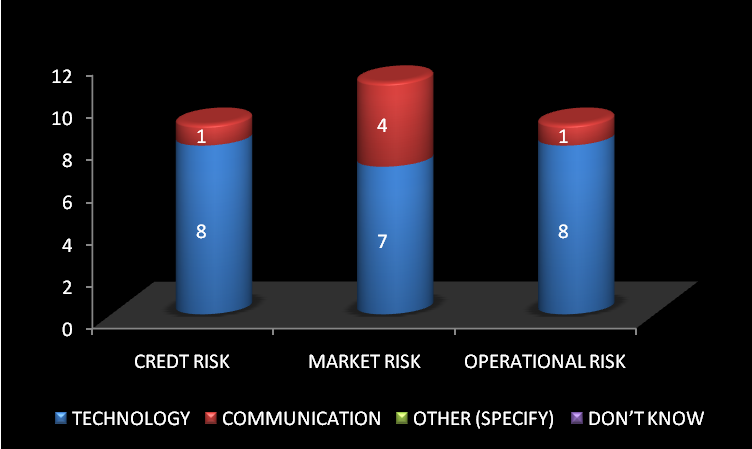 12
10
8
6
4
2
0
1
4
1
8
7
8
CREDT RISK
MARKET RISK
OPERATIONAL RISK
TECHNOLOGY
COMMUNICATION
OTHER (SPECIFY)
DON'T KNOW